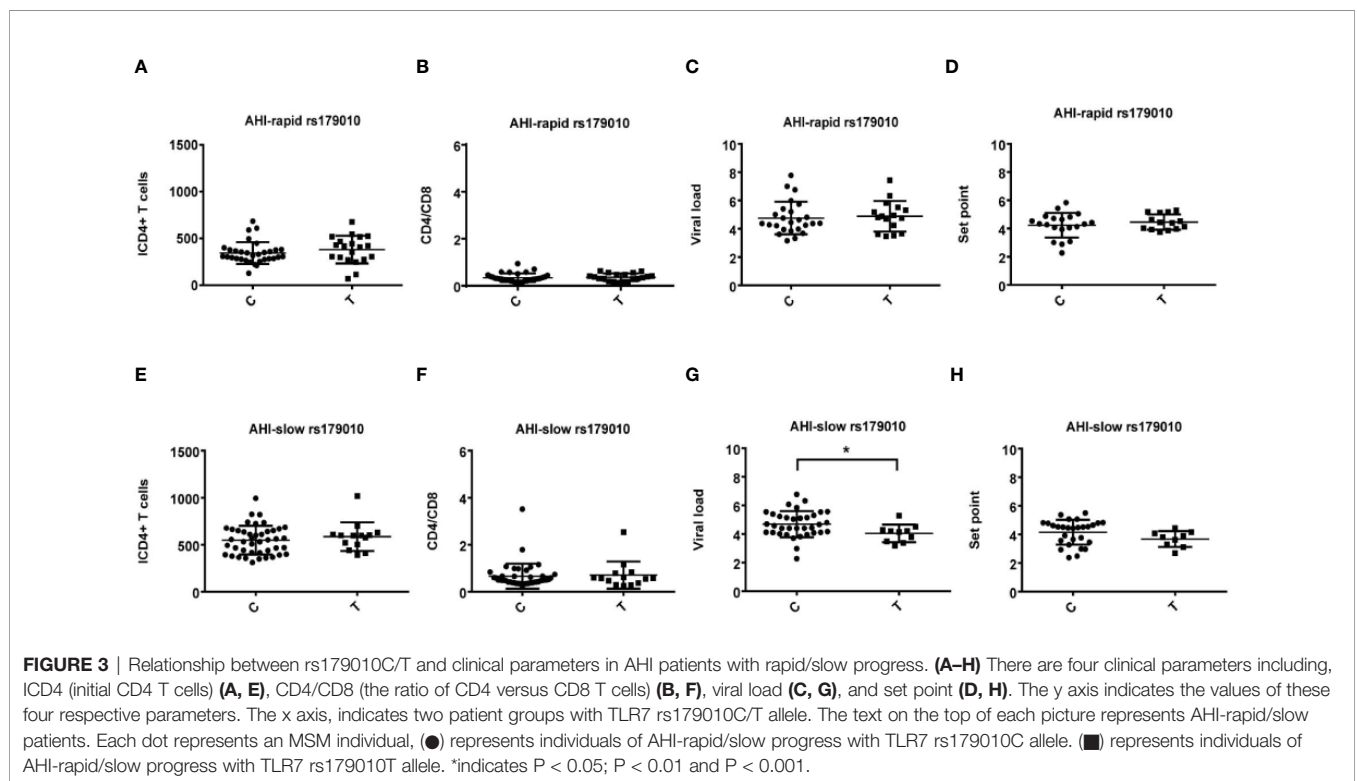 A
B
C
D
AHI-rapid rs179010
AHI-rapid rs179010
AHI-rapid rs179010
AHI-rapid rs179010
ICD4+ T cells
1500
1000
500
0
C
T
CD4/CD8
6
4
2
0
C
T
Viral load
10
8
6
4
2
0
C
T
Set point
10
8
6
4
2
0
C
T
E
F
G
H
AHI-slow rs179010
AHI-slow rs179010
AHI-slow rs179010
AHI-slow rs179010
ICD4+ T cells
1500
1000
500
0
C
T
CD4/CD8
6
4
2
0
C
T
Viral load
10
8
6
4
2
0
*
C
T
Set point
10
8
6
4
2
0
C
T
FIGURE 3 | Relationship between rs179010C/T and clinical parameters in AHI patients with rapid/slow progress. (A–H) There are four clinical parameters including,
ICD4 (initial CD4 T cells) (A, E), CD4/CD8 (the ratio of CD4 versus CD8 T cells) (B, F), viral load (C, G), and set point (D, H). The y axis indicates the values of these
four respective parameters. The x axis, indicates two patient groups with TLR7 rs179010C/T allele. The text on the top of each picture represents AHI-rapid/slow
patients. Each dot represents an MSM individual, (●) represents individuals of AHI-rapid/slow progress with TLR7 rs179010C allele. (■) represents individuals of
AHI-rapid/slow progress with TLR7 rs179010T allele. *indicates P < 0.05; P < 0.01 and P < 0.001.